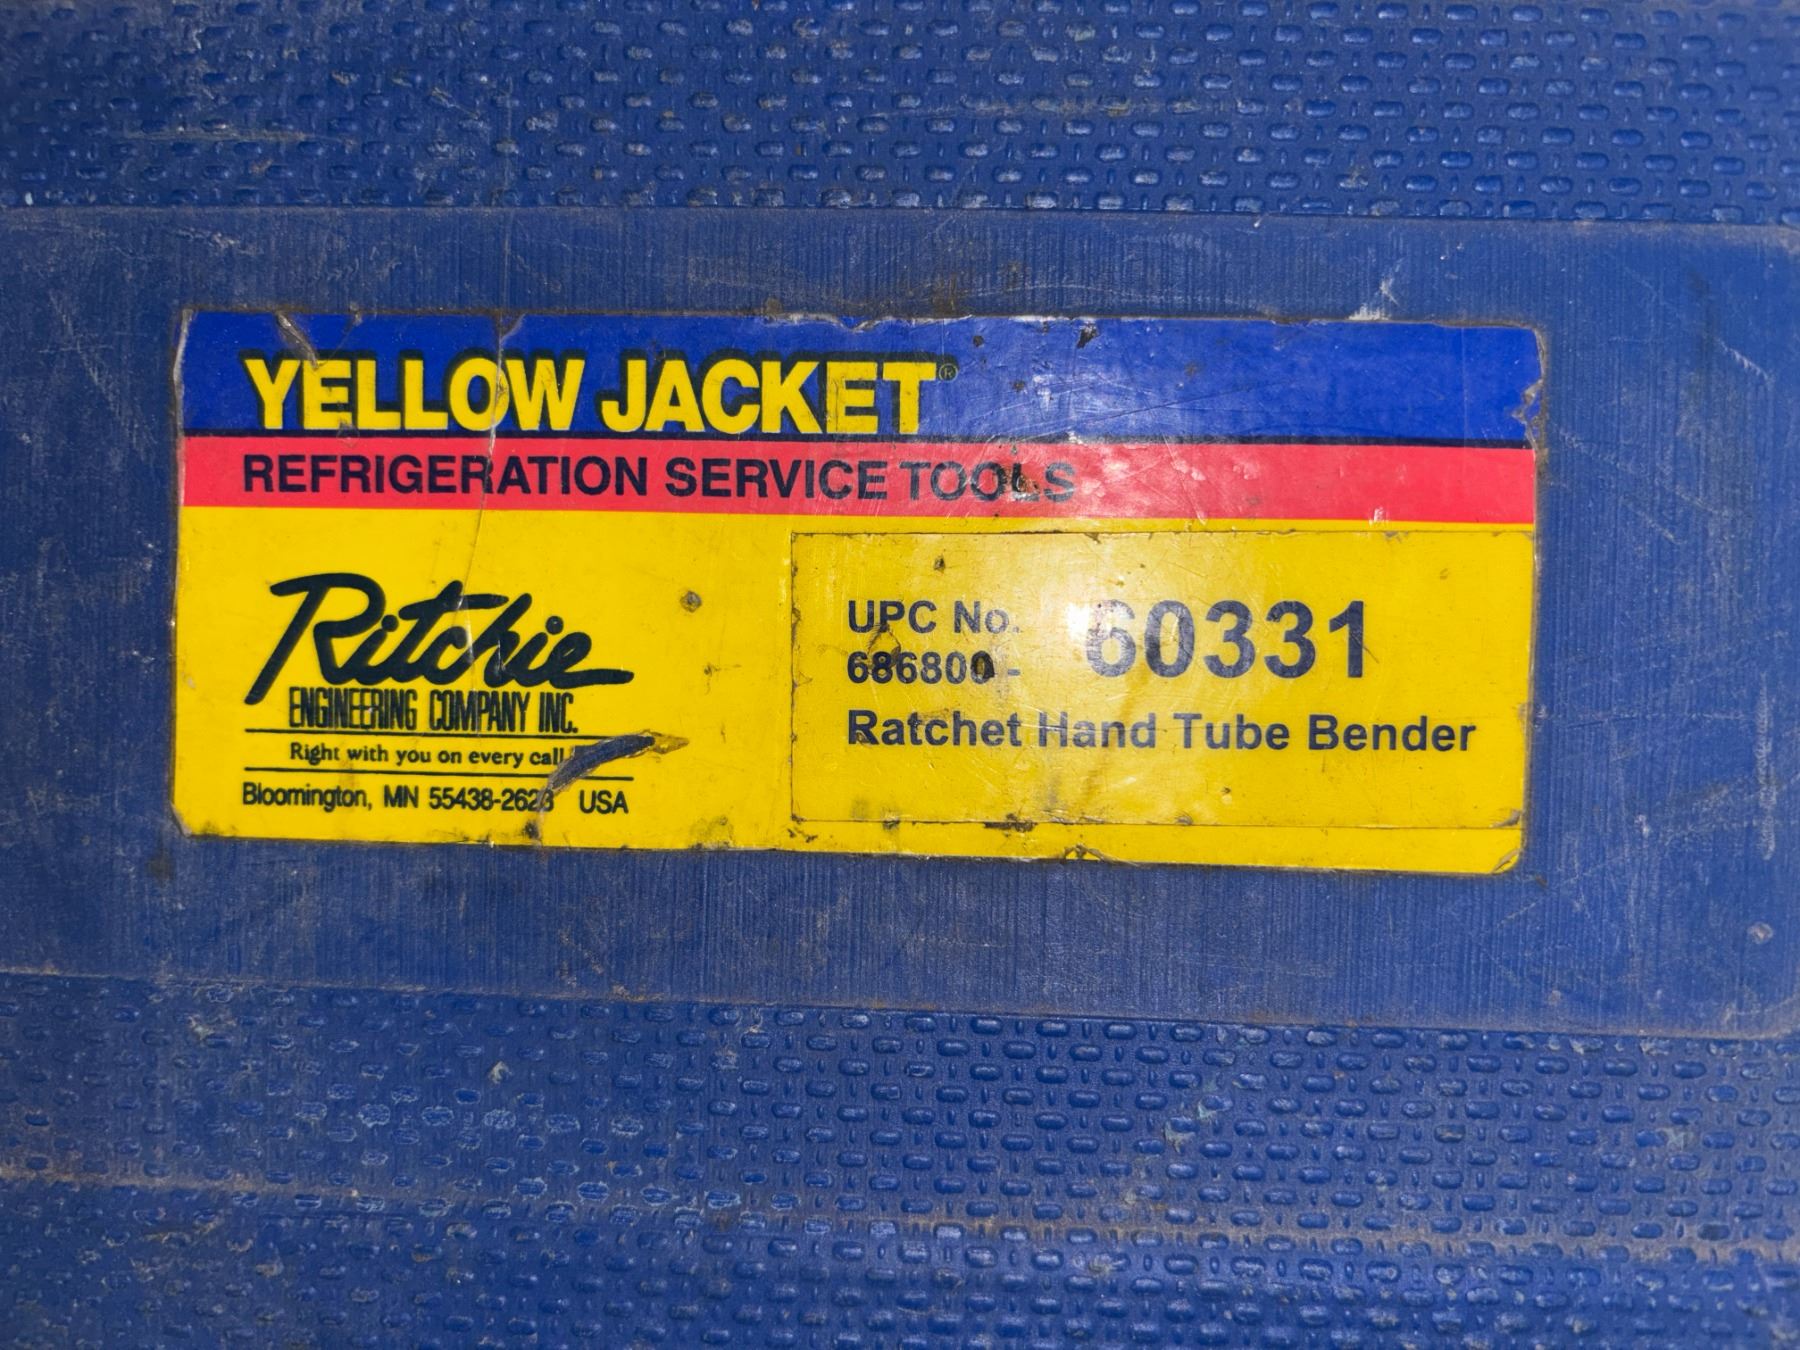 YELLOW JACKET®
REFRIGERATION SERVICE TOOLS
Ritchie
ENGINEERING COMPANY INC.
Right with you on every call
Bloomington, MN 55438-2623 USA
UPC No.
686800 -
60331
Ratchet Hand Tube Bender